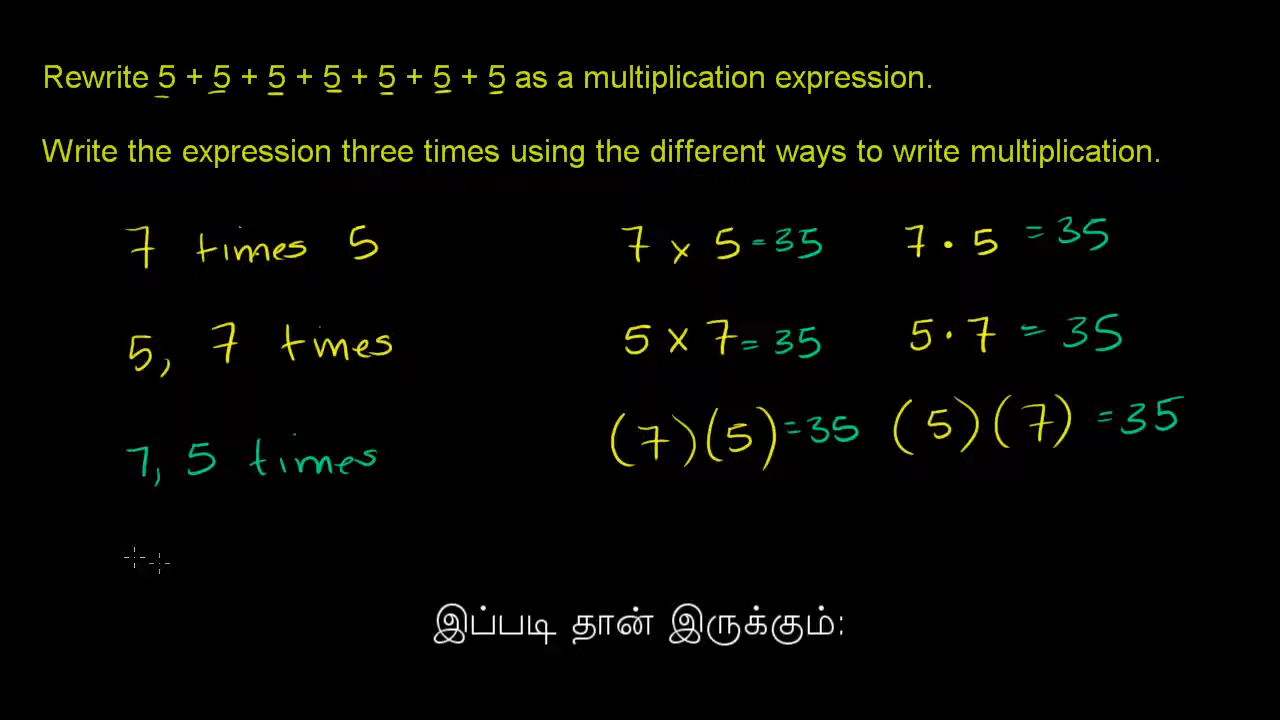 Rewrite 5 + 5 + 5 + 5 + 5 + 5 + 5 as a multiplication expression.
Write the expression three times using the different ways to write multiplication.
7 times 5 7 x 5 = 35 7 · 5 = 35
5, 7 times 5 x 7 = 35 5 · 7 = 35
7, 5 times (7)(5) = 35 (5)(7) = 35
இப்படி தான் இருக்கும்: